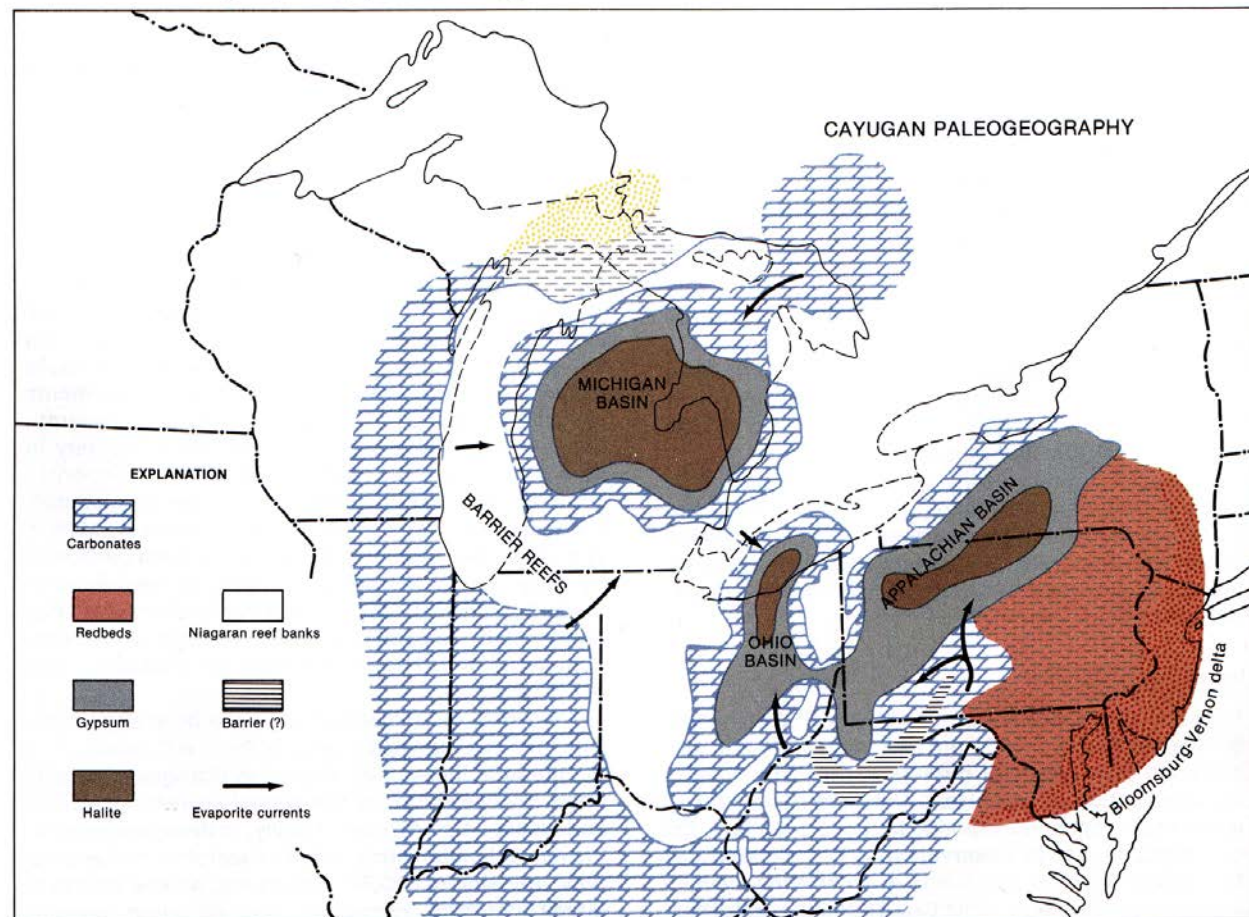 CAYUGAN PALEOGEOGRAPHY
MICHIGAN
BASIN
EXPLANATION
Carbonates
Redbeds
Niagaran reef banks
Gypsum
Barrier (?)
Halite
Evaporite currents
BARRIER REEFS
OHIO
BASIN
APPALACHIAN BASIN
Bloomsburg-Vernon delta